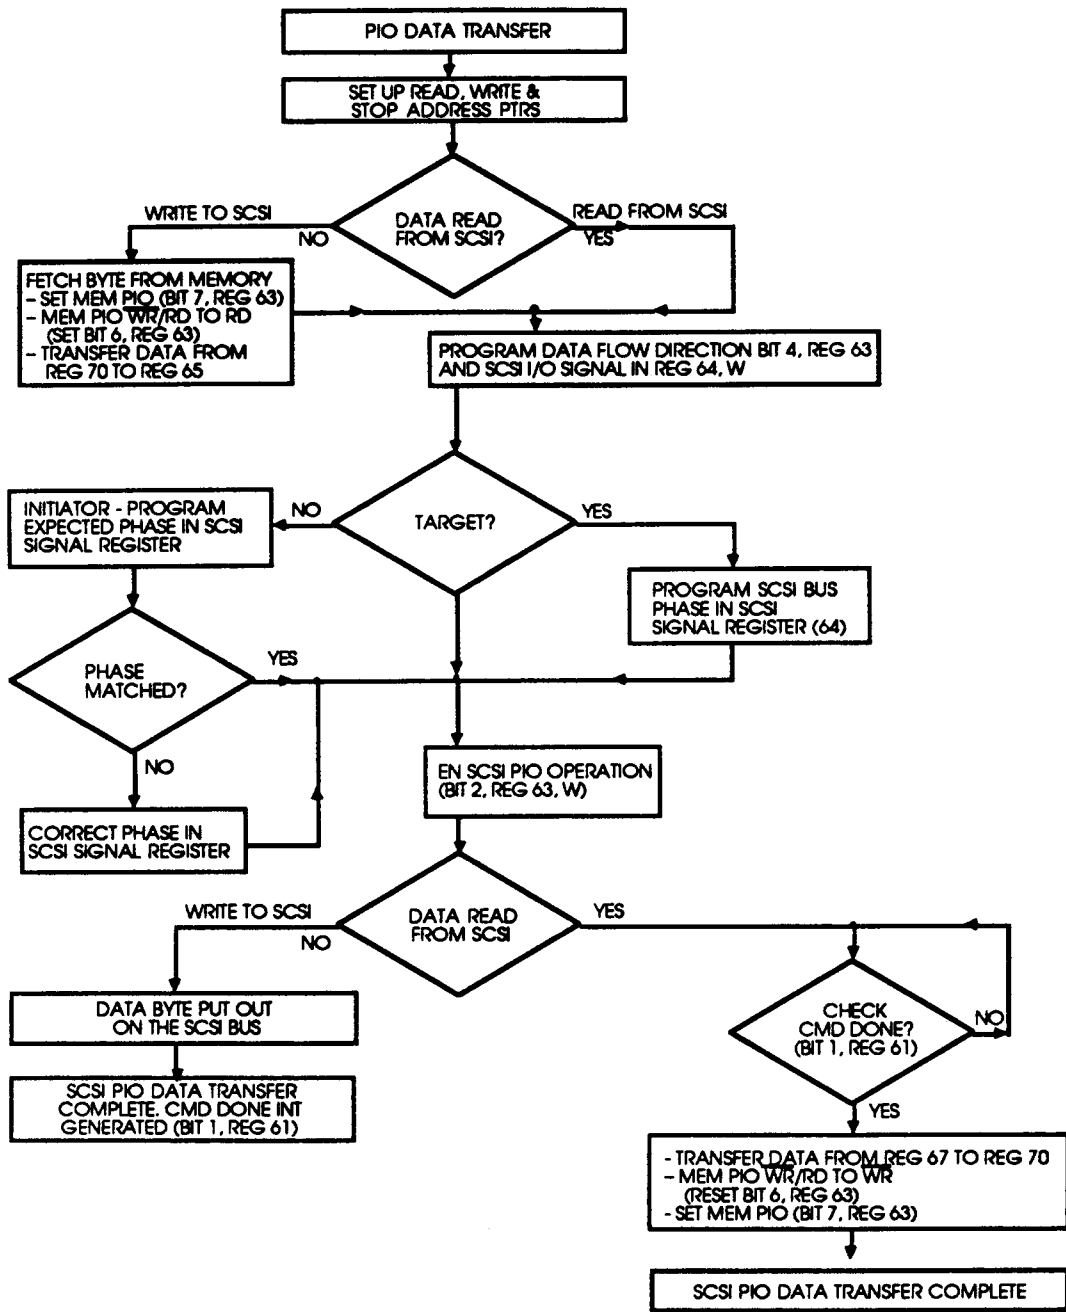 PIO DATA TRANSFER
SET UP READ, WRITE &
STOP ADDRESS PTRS
WRITE TO SCSI
NO
DATA READ
FROM SCSI?
READ FROM SCSI
YES
FETCH BYTE FROM MEMORY
– SET MEM PIO (BIT 7, REG 63)
– MEM PIO WR/RD TO RD
(SET BIT 6, REG 63)
– TRANSFER DATA FROM
REG 70 TO REG 65
PROGRAM DATA FLOW DIRECTION BIT 4, REG 63
AND SCSI I/O SIGNAL IN REG 64, W
INITIATOR - PROGRAM
EXPECTED PHASE IN SCSI
SIGNAL REGISTER
NO
TARGET?
YES
PROGRAM SCSI BUS
PHASE IN SCSI
SIGNAL REGISTER (64)
PHASE
MATCHED?
YES
NO
CORRECT PHASE IN
SCSI SIGNAL REGISTER
EN SCSI PIO OPERATION
(BIT 2, REG 63, W)
WRITE TO SCSI
NO
DATA READ
FROM SCSI
YES
DATA BYTE PUT OUT
ON THE SCSI BUS
SCSI PIO DATA TRANSFER
COMPLETE. CMD DONE INT
GENERATED (BIT 1, REG 61)
CHECK
CMD DONE?
(BIT 1, REG 61)
NO
YES
- TRANSFER DATA FROM REG 67 TO REG 70
– MEM PIO WR/RD TO WR
(RESET BIT 6, REG 63)
- SET MEM PIO (BIT 7, REG 63)
SCSI PIO DATA TRANSFER COMPLETE